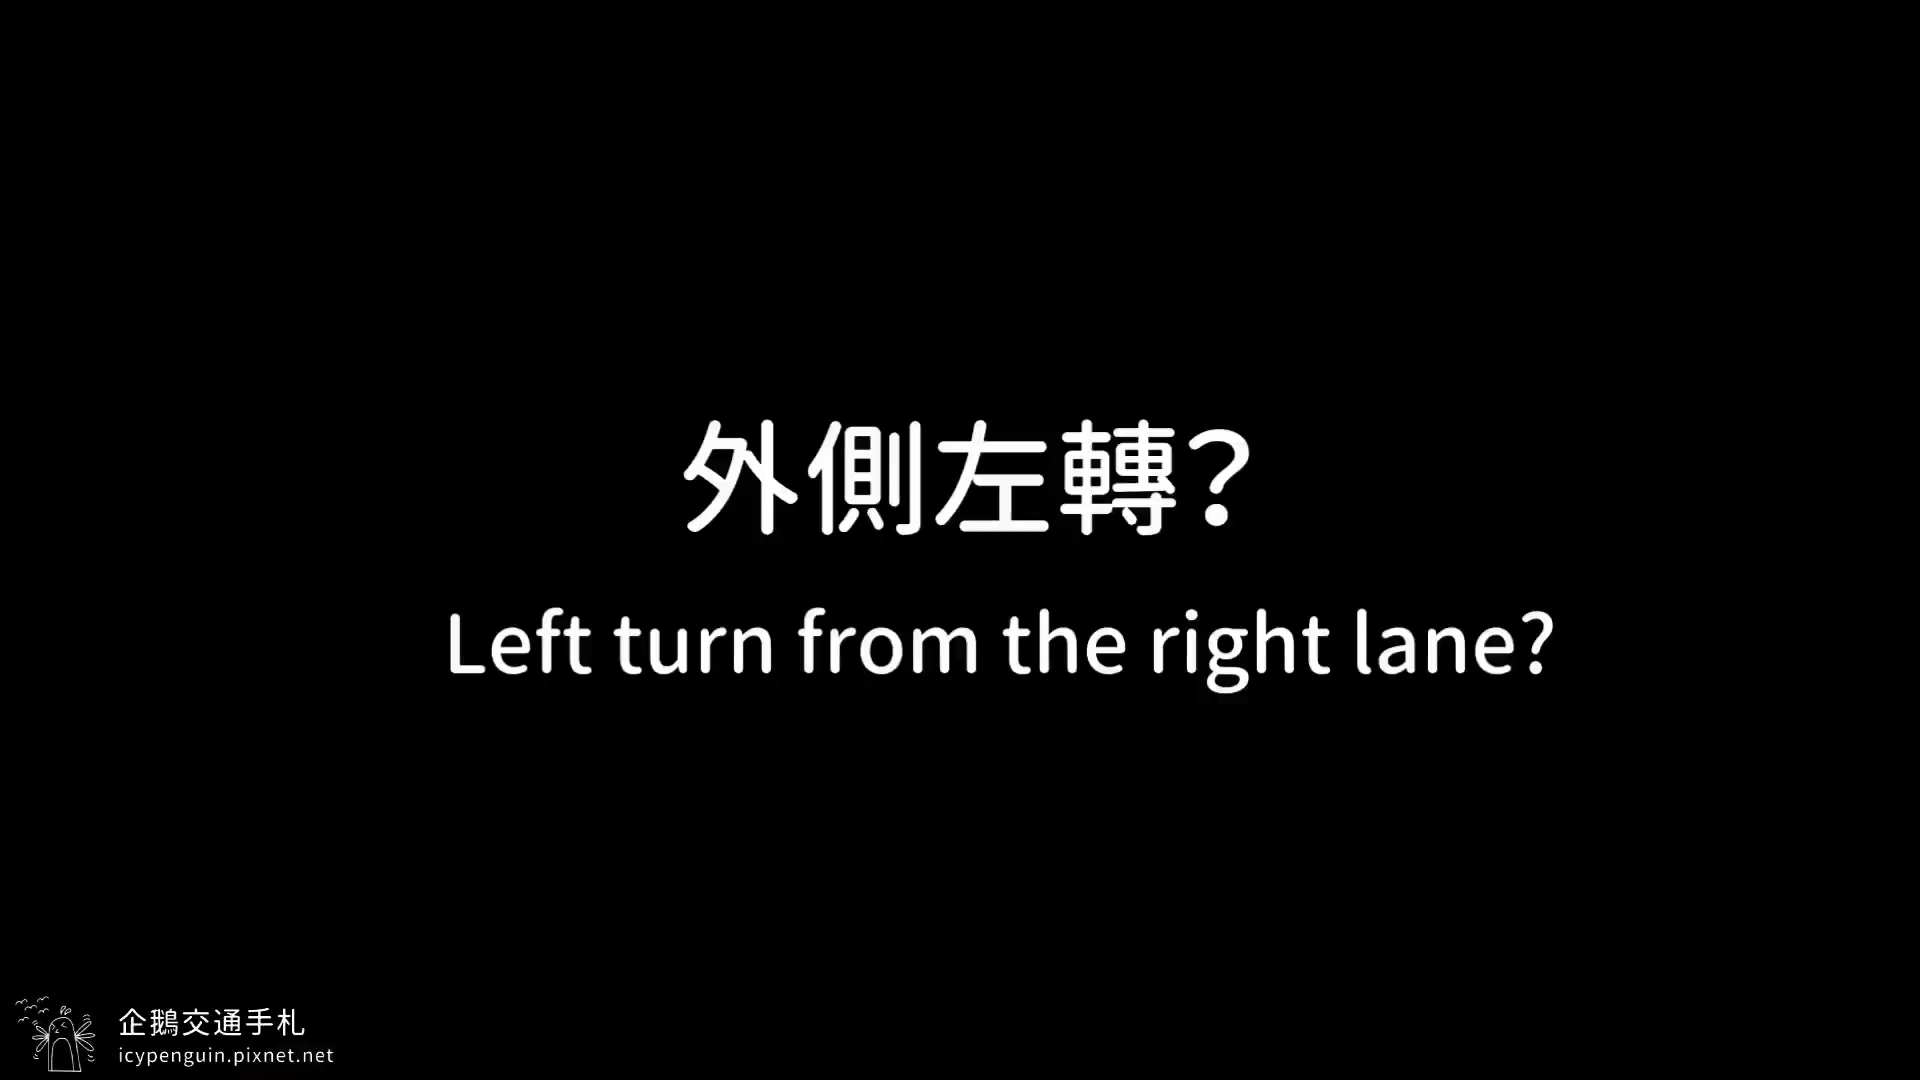 外側左轉?
Left turn from the right lane?
企鵝交通手札
icypenguin.pixnet.net